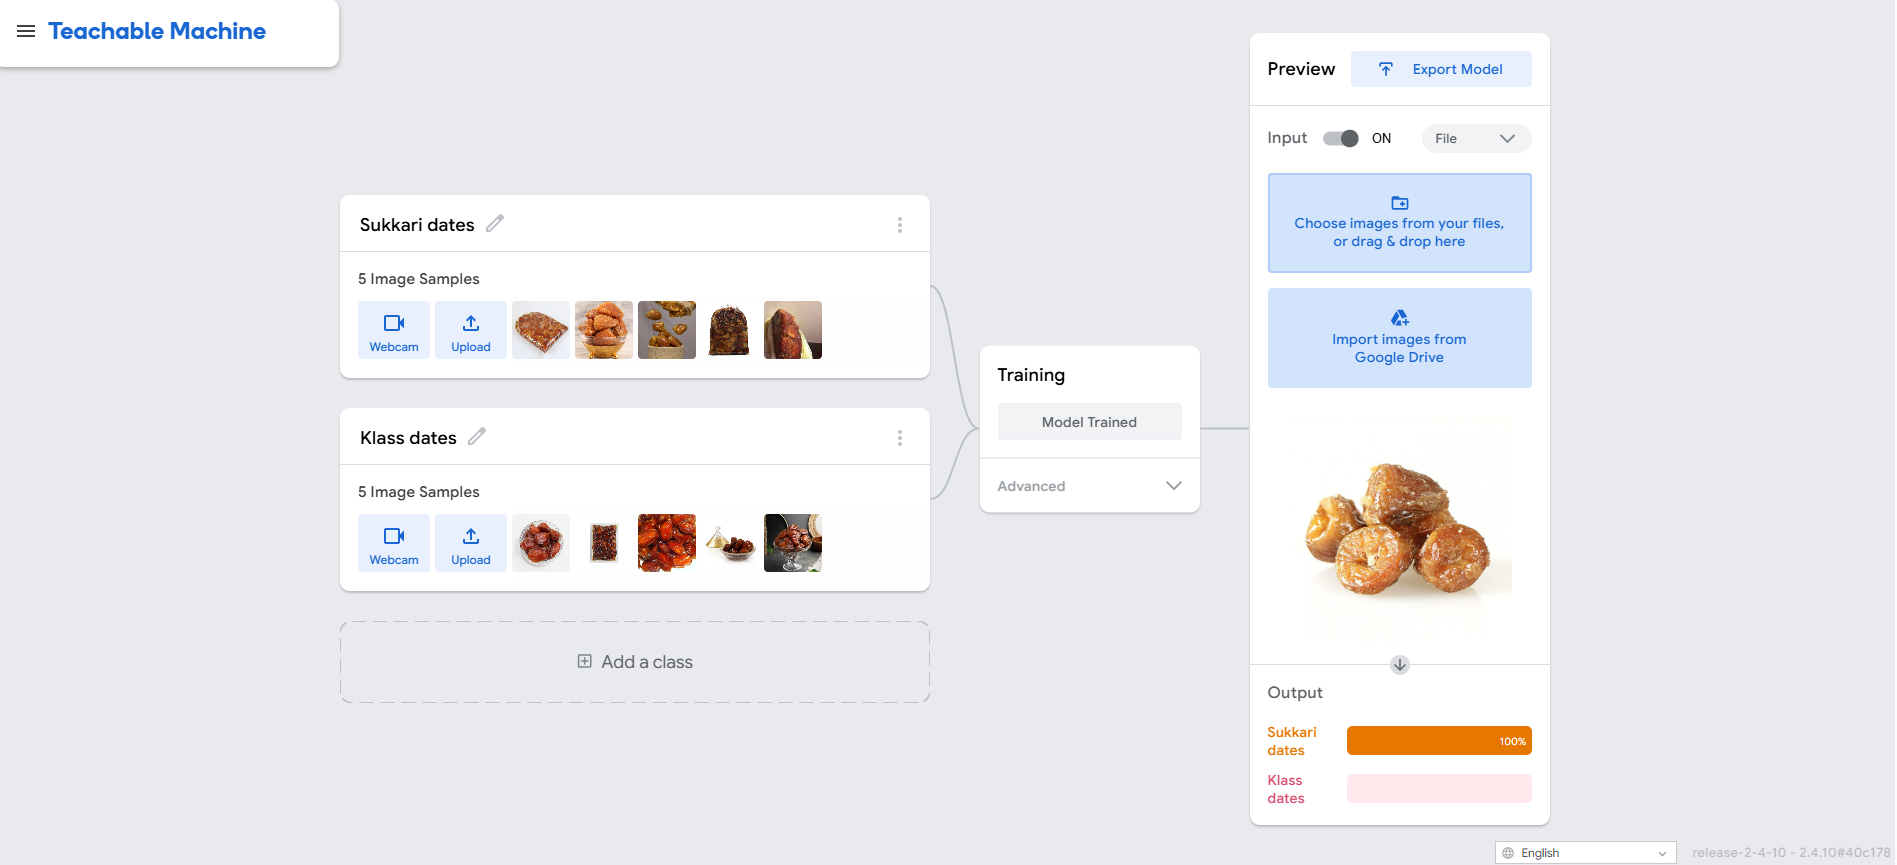 Teachable Machine
Sukkari dates
5 Image Samples
Webcam
Upload
Klass dates
5 Image Samples
Webcam
Upload
Add a class
Training
Model Trained
Advanced
Preview
Export Model
Input
ON
File
Choose images from your files,
or drag & drop here
Import images from
Google Drive
Output
Sukkari
dates
100%
Klass
dates
English
release-2-4-10 - 2.4.10#40c178